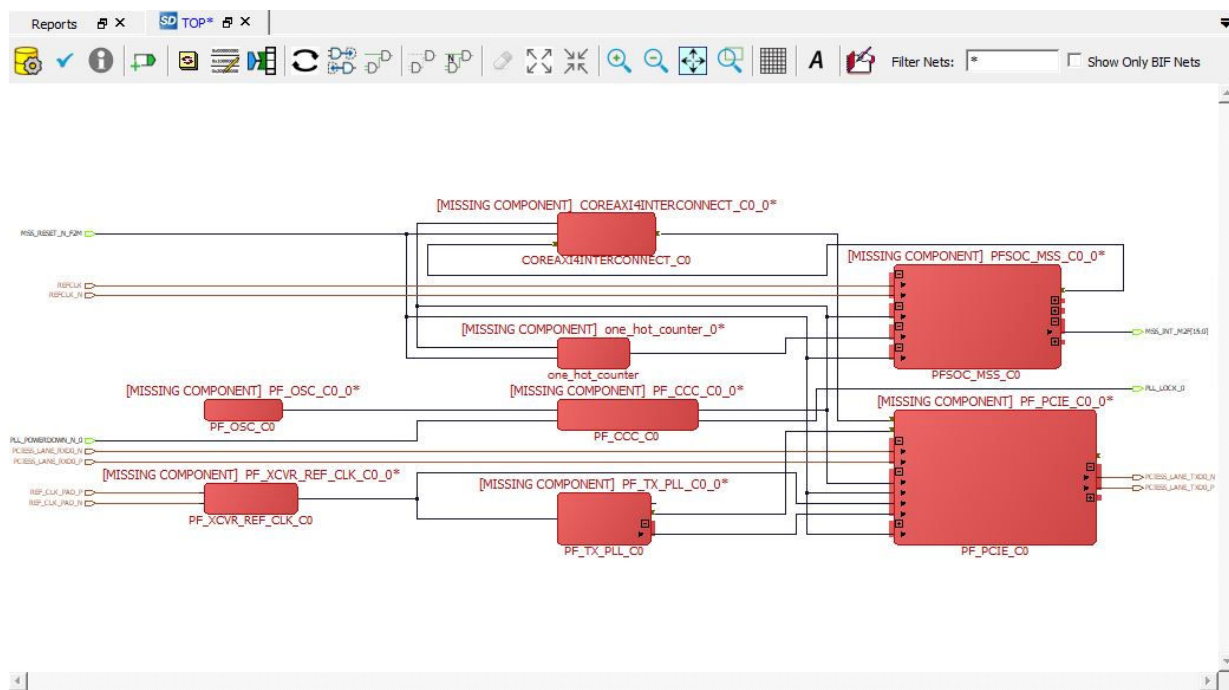 Reports
SD TOP*
A
Filter Nets: *
Show Only BIF Nets
[MISSING COMPONENT] COREAXI4INTERCONNECT_C0_0*
MSS_RESET_N_F2M
COREAXI4INTERCONNECT_C0
[MISSING COMPONENT] PFSOC_MSS_C0_0*
REFCLK
REFCLK_N
[MISSING COMPONENT] one_hot_counter_0*
MSS_INT_M2F[15:0]
one_hot_counter
PFSOC_MSS_C0
[MISSING COMPONENT] PF_OSC_C0_0*
[MISSING COMPONENT] PF_CCC_C0_0*
PLL_LOCK_0
[MISSING COMPONENT] PF_PCIE_C0_0*
PF_OSC_C0
PF_CCC_C0
PLL_POWERDOWN_N_0
PCIESS_LANE_RXD0_N
PCIESS_LANE_RXD0_P
[MISSING COMPONENT] PF_XCVR_REF_CLK_C0_0*
[MISSING COMPONENT] PF_TX_PLL_C0_0*
PCIESS_LANE_TXD0_N
PCIESS_LANE_TXD0_P
REF_CLK_PAD_P
REF_CLK_PAD_N
PF_XCVR_REF_CLK_C0
PF_TX_PLL_C0
PF_PCIE_C0